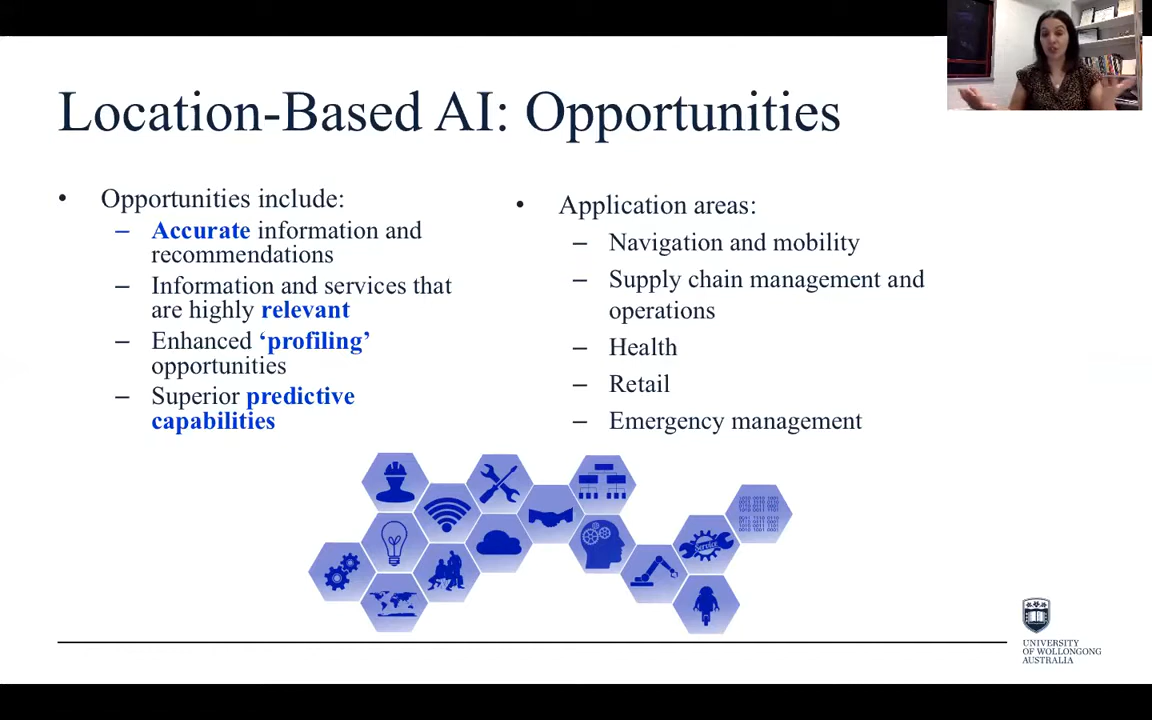 Location-Based AI: Opportunities
• Opportunities include:
– Accurate information and
recommendations
– Information and services that
are highly relevant
– Enhanced ‘profiling’
opportunities
– Superior predictive
capabilities
• Application areas:
– Navigation and mobility
– Supply chain management and
operations
– Health
– Retail
– Emergency management
Service
UNIVERSITY
OF WOLLONGONG
AUSTRALIA